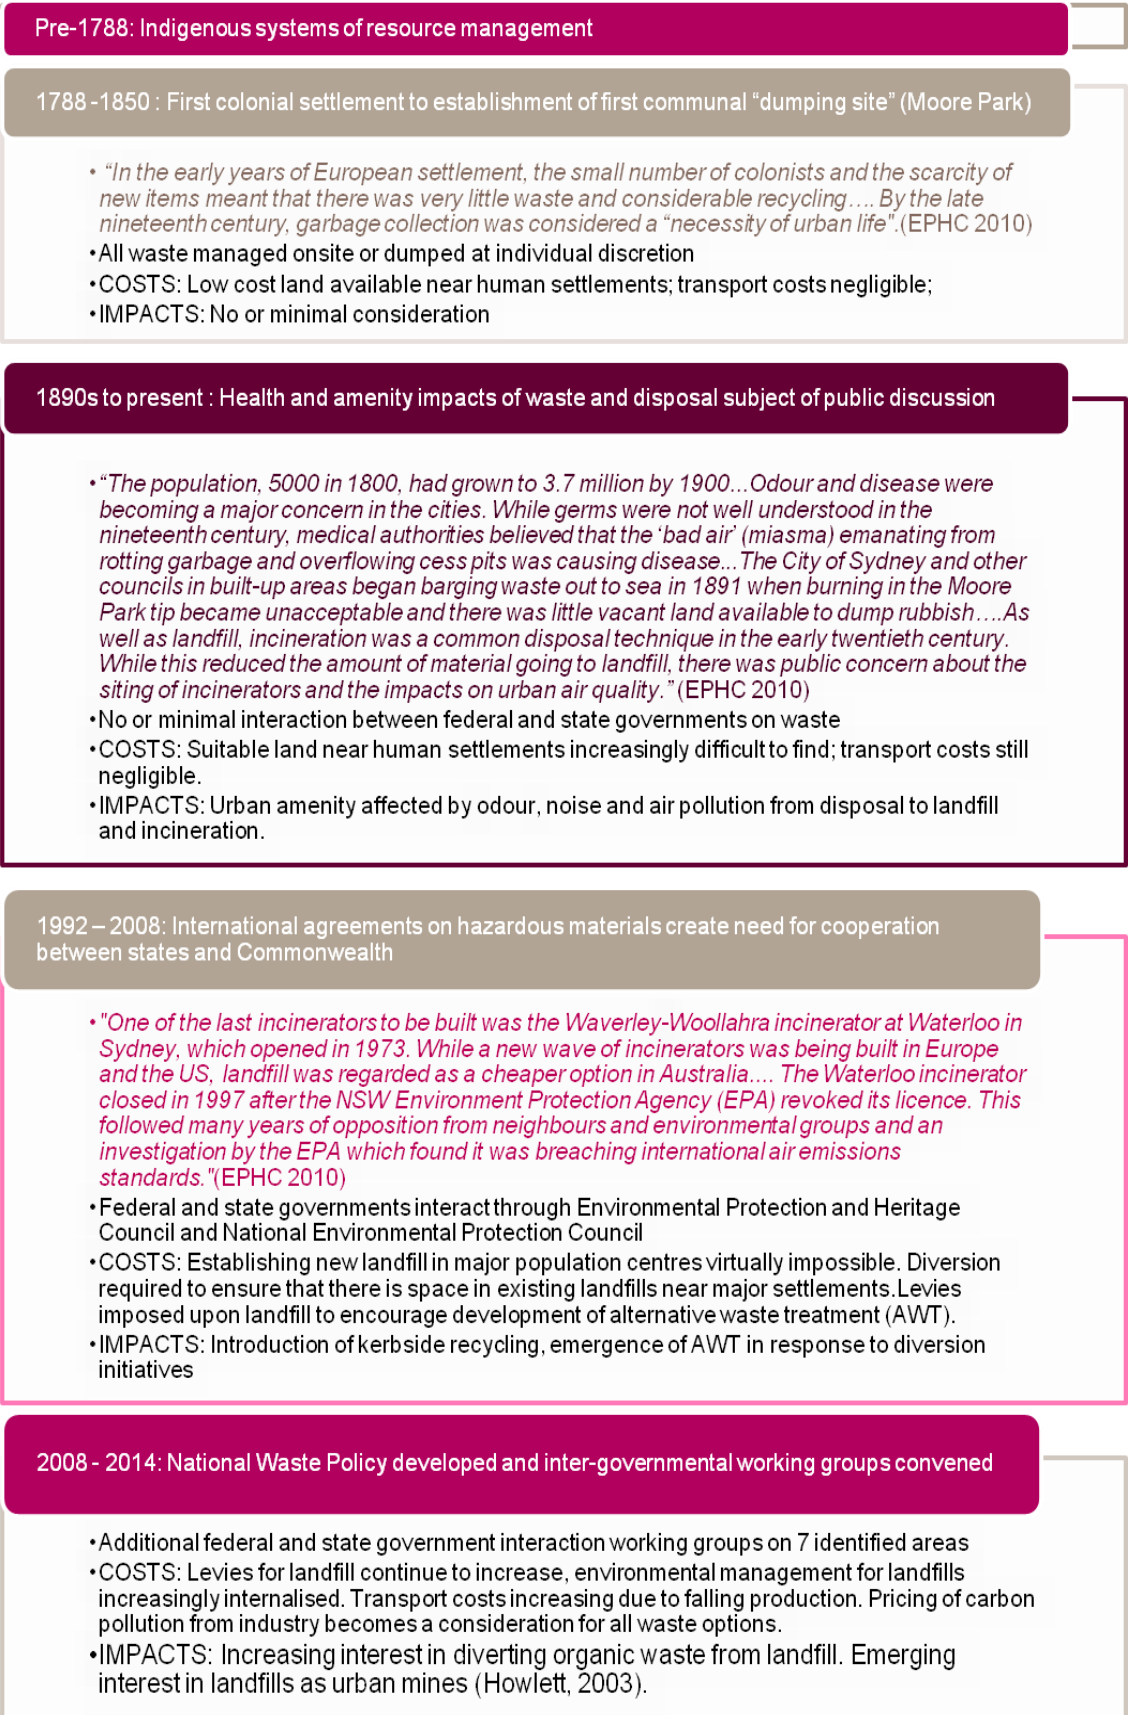 Pre-1788: Indigenous systems of resource management
1788 -1850 : First colonial settlement to establishment of first communal “dumping site” (Moore Park)
• “In the early years of European settlement, the small number of colonists and the scarcity of
new items meant that there was very little waste and considerable recycling…. By the late
nineteenth century, garbage collection was considered a “necessity of urban life".(EPHC 2010)
•All waste managed onsite or dumped at individual discretion
•COSTS: Low cost land available near human settlements; transport costs negligible;
•IMPACTS: No or minimal consideration
1890s to present : Health and amenity impacts of waste and disposal subject of public discussion
•“The population, 5000 in 1800, had grown to 3.7 million by 1900...Odour and disease were
becoming a major concern in the cities. While germs were not well understood in the
nineteenth century, medical authorities believed that the ‘bad air’ (miasma) emanating from
rotting garbage and overflowing cess pits was causing disease...The City of Sydney and other
councils in built-up areas began barging waste out to sea in 1891 when burning in the Moore
Park tip became unacceptable and there was little vacant land available to dump rubbish….As
well as landfill, incineration was a common disposal technique in the early twentieth century.
While this reduced the amount of material going to landfill, there was public concern about the
siting of incinerators and the impacts on urban air quality.” (EPHC 2010)
•No or minimal interaction between federal and state governments on waste
•COSTS: Suitable land near human settlements increasingly difficult to find; transport costs still
negligible.
•IMPACTS: Urban amenity affected by odour, noise and air pollution from disposal to landfill
and incineration.
1992 – 2008: International agreements on hazardous materials create need for cooperation
between states and Commonwealth
•"One of the last incinerators to be built was the Waverley-Woollahra incinerator at Waterloo in
Sydney, which opened in 1973. While a new wave of incinerators was being built in Europe
and the US, landfill was regarded as a cheaper option in Australia.... The Waterloo incinerator
closed in 1997 after the NSW Environment Protection Agency (EPA) revoked its licence. This
followed many years of opposition from neighbours and environmental groups and an
investigation by the EPA which found it was breaching international air emissions
standards."(EPHC 2010)
•Federal and state governments interact through Environmental Protection and Heritage
Council and National Environmental Protection Council
•COSTS: Establishing new landfill in major population centres virtually impossible. Diversion
required to ensure that there is space in existing landfills near major settlements.Levies
imposed upon landfill to encourage development of alternative waste treatment (AWT).
•IMPACTS: Introduction of kerbside recycling, emergence of AWT in response to diversion
initiatives
2008 - 2014: National Waste Policy developed and inter-governmental working groups convened
•Additional federal and state government interaction working groups on 7 identified areas
•COSTS: Levies for landfill continue to increase, environmental management for landfills
increasingly internalised. Transport costs increasing due to falling production. Pricing of carbon
pollution from industry becomes a consideration for all waste options.
•IMPACTS: Increasing interest in diverting organic waste from landfill. Emerging
interest in landfills as urban mines (Howlett, 2003).